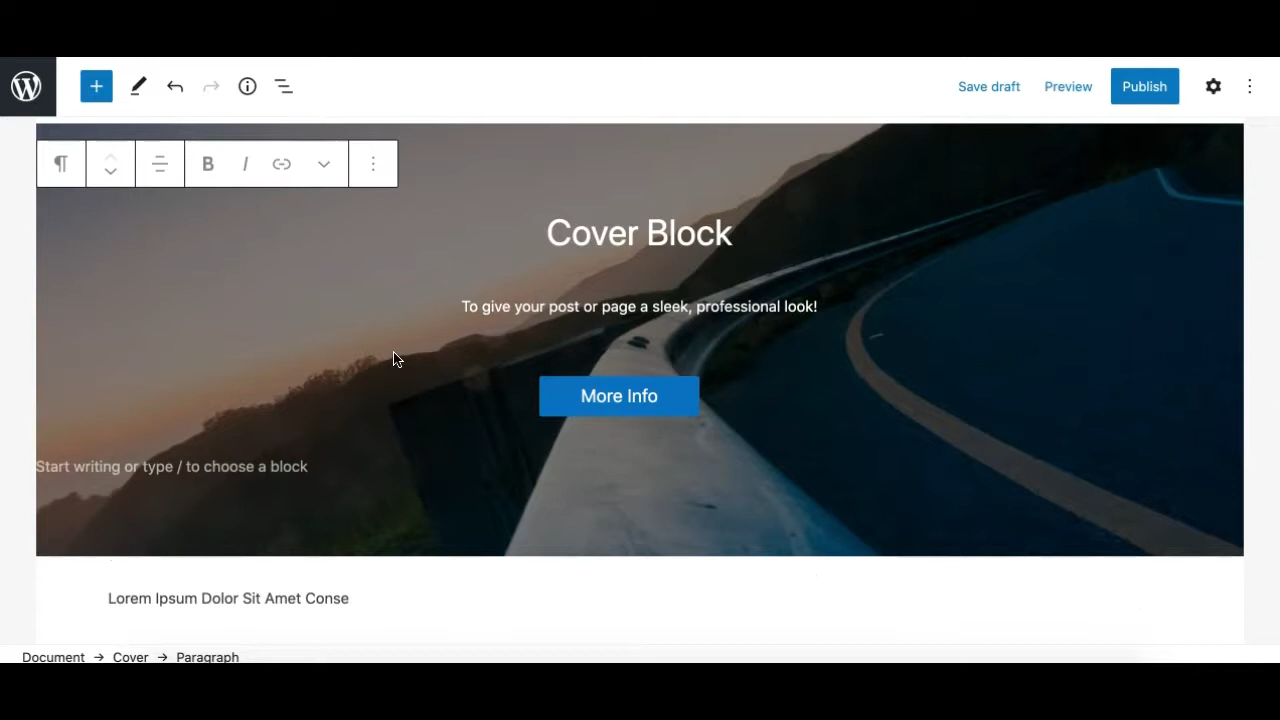 Save draft
Preview
Publish
B I
Cover Block
To give your post or page a sleek, professional look!
More Info
Start writing or type / to choose a block
Lorem Ipsum Dolor Sit Amet Conse
Document → Cover → Paragraph